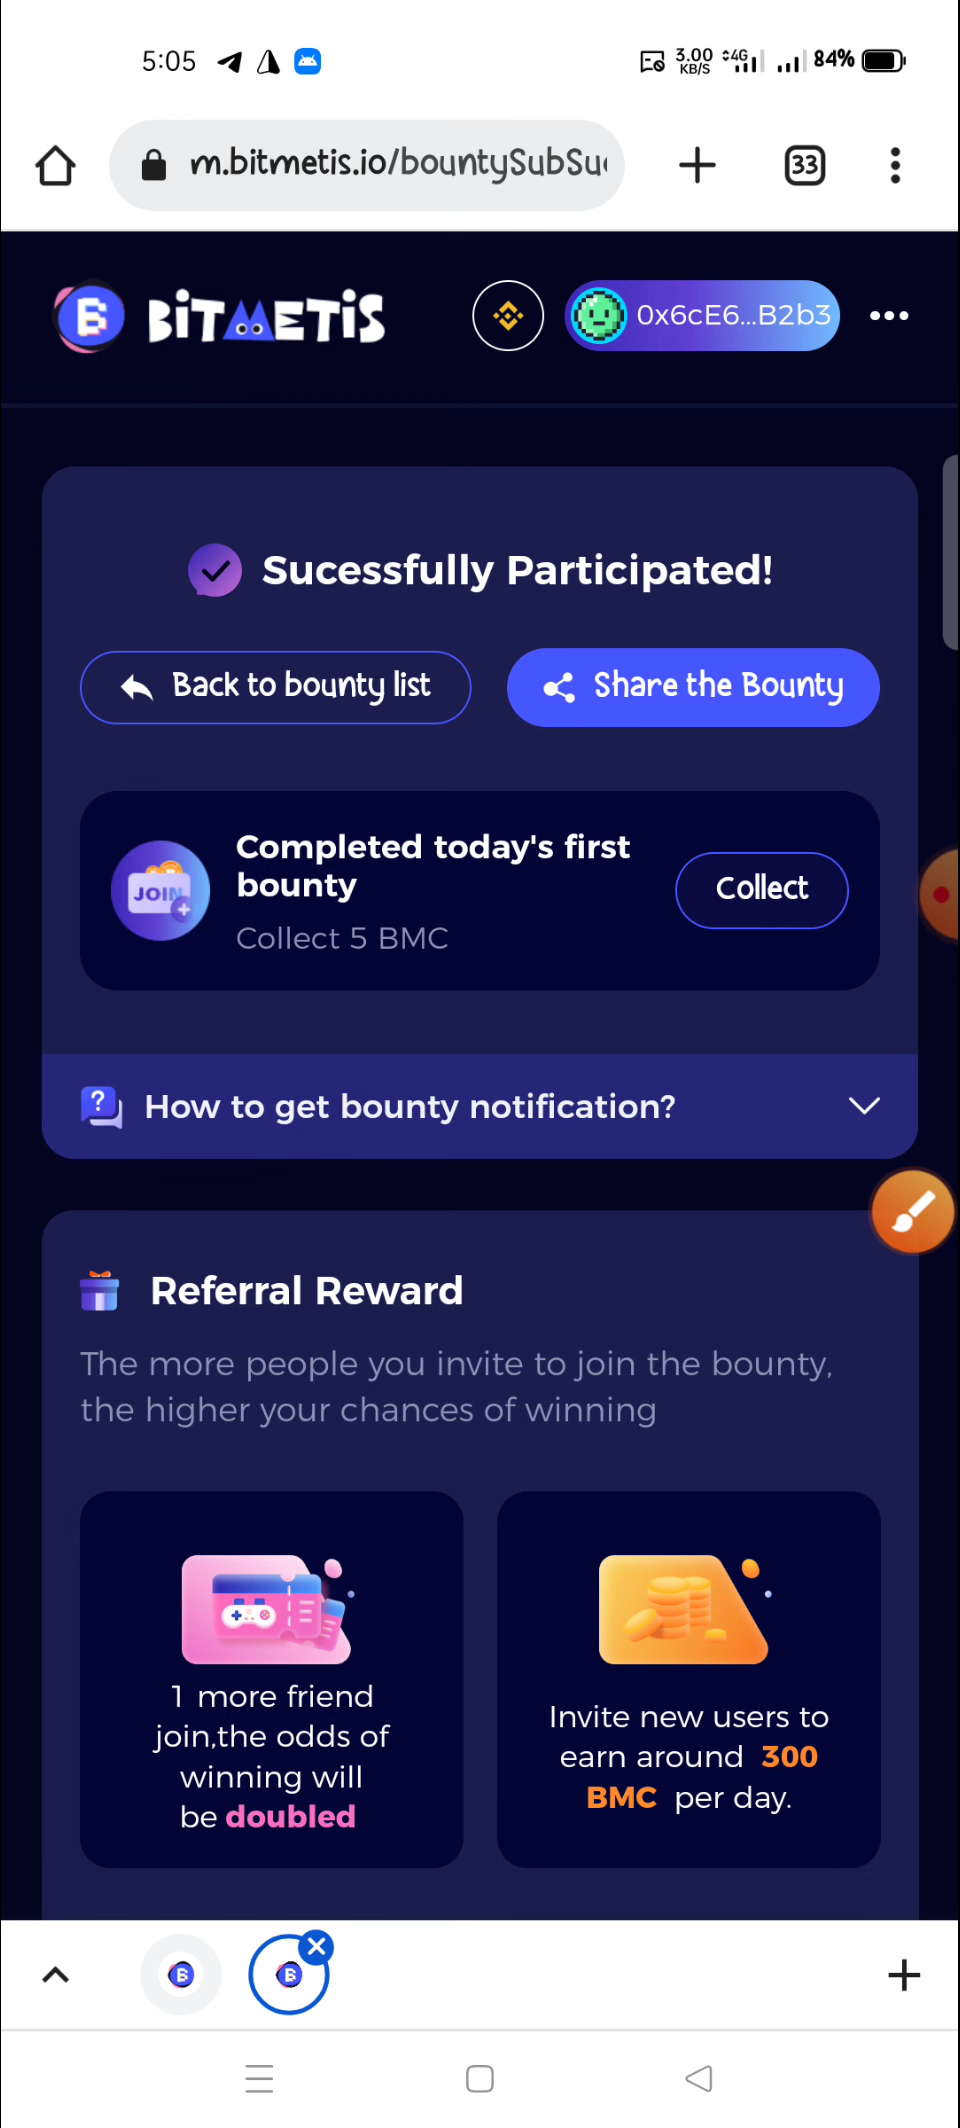 5:05 3.00 KB/S 4G 84%
m.bitmetis.io/bountySubSu
33
B BITMETIS 0x6cE6...B2b3
Sucessfully Participated!
Back to bounty list Share the Bounty
Completed today's first
bounty
JOIN Collect
Collect 5 BMC
? How to get bounty notification?
Referral Reward
The more people you invite to join the bounty,
the higher your chances of winning
1 more friend
join,the odds of
winning will
be doubled
Invite new users to
earn around 300
BMC per day.
B B